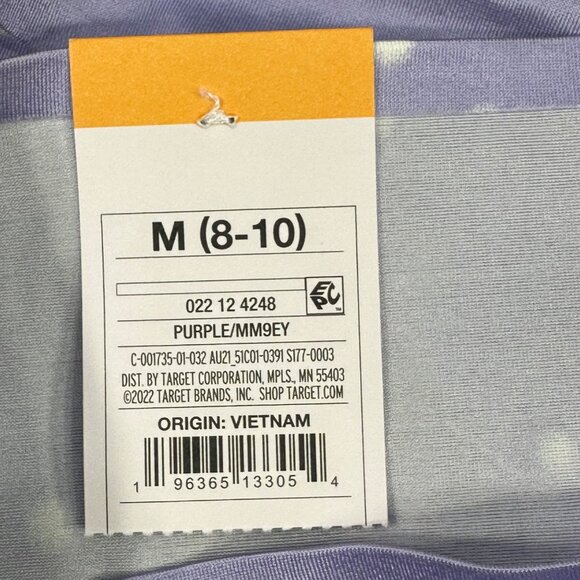 M (8-10)
EPC
022 12 4248
PURPLE/MM9EY
C-001735-01-032 AU21_51C01-0391 S177-0003
DIST. BY TARGET CORPORATION, MPLS., MN 55403
©2022 TARGET BRANDS, INC. SHOP TARGET.COM
ORIGIN: VIETNAM
1 96365 13305 4